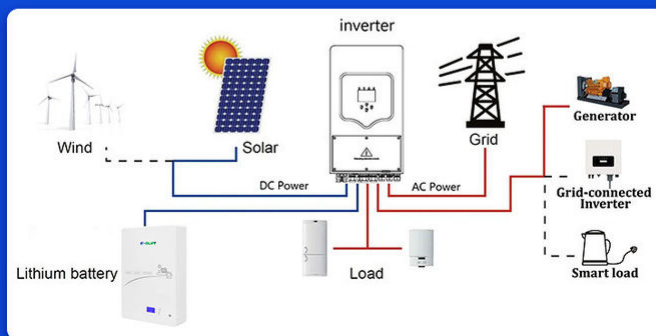 inverter
Wind
Solar
Grid
Generator
DC Power
AC Power
Grid-connected
Inverter
Lithium battery
Load
Smart load